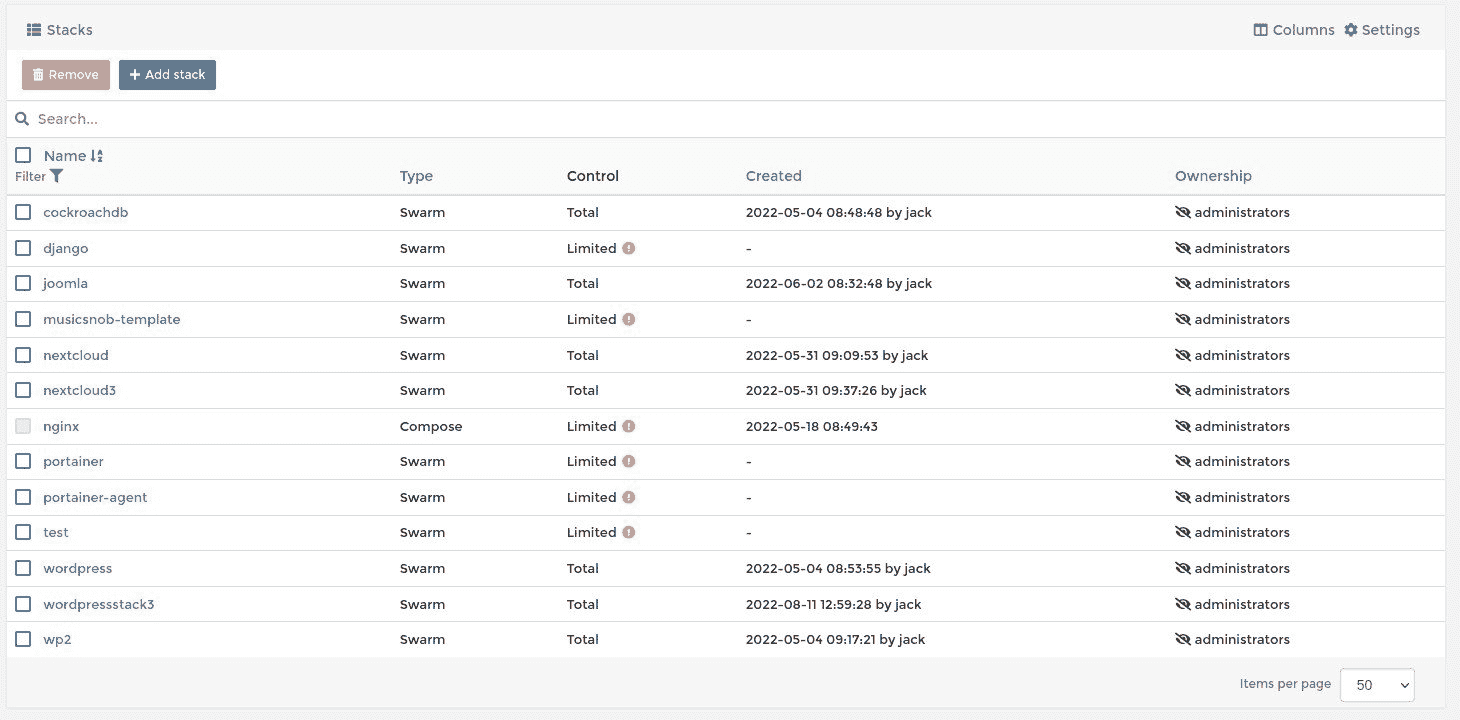 Stacks Columns Settings
Remove + Add stack
Search...
Name
Filter Type Control Created Ownership
cockroachdb Swarm Total 2022-05-04 08:48:48 by jack administrators
django Swarm Limited - administrators
joomla Swarm Total 2022-06-02 08:32:48 by jack administrators
musicsnob-template Swarm Limited - administrators
nextcloud Swarm Total 2022-05-31 09:09:53 by jack administrators
nextcloud3 Swarm Total 2022-05-31 09:37:26 by jack administrators
nginx Compose Limited 2022-05-18 08:49:43 administrators
portainer Swarm Limited - administrators
portainer-agent Swarm Limited - administrators
test Swarm Limited - administrators
wordpress Swarm Total 2022-05-04 08:53:55 by jack administrators
wordpressstack3 Swarm Total 2022-08-11 12:59:28 by jack administrators
wp2 Swarm Total 2022-05-04 09:17:21 by jack administrators
Items per page 50